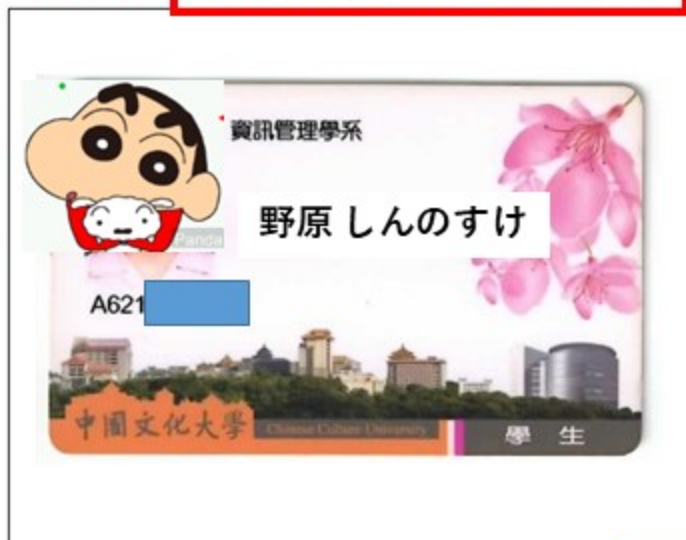 資訊管理學系
野原 しんのすけ
Panda
A621
中國文化大學
Chinese Culture University
學生